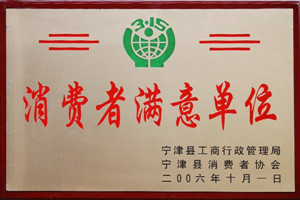 3·15
消费者满意单位
宁津县工商行政管理局
宁津县消费者协会
二00六年十月一日